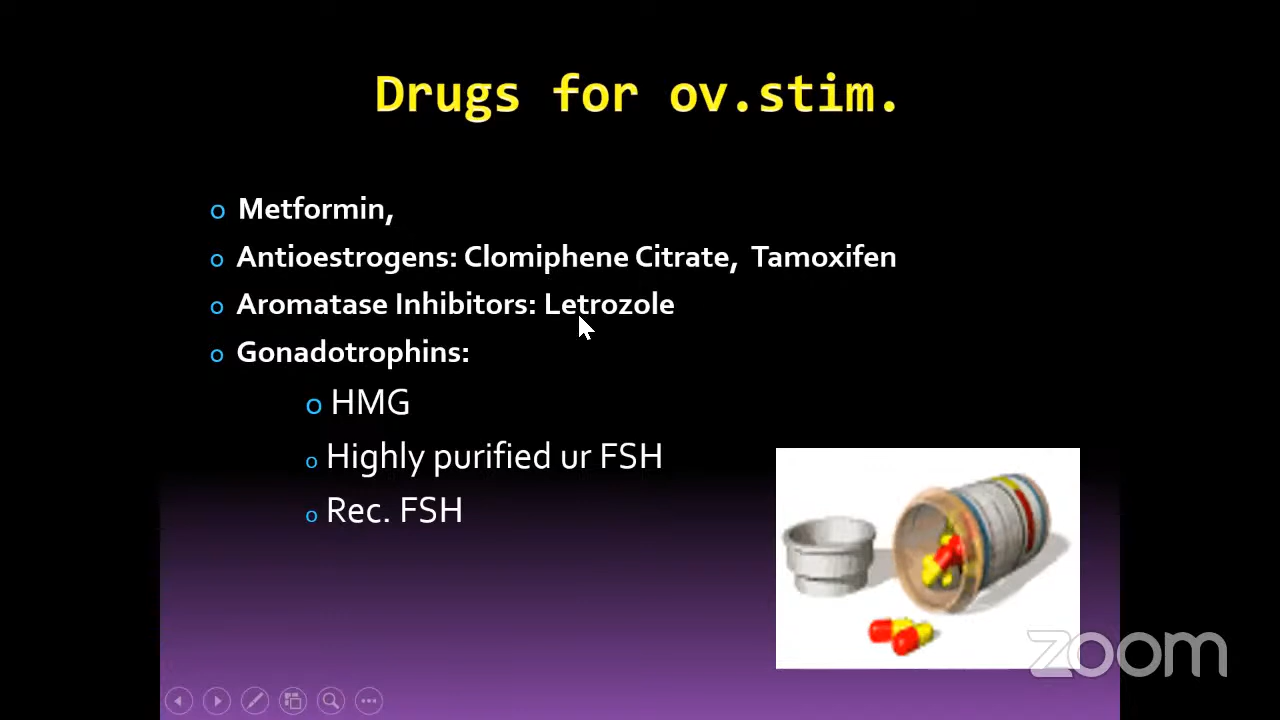 Drugs for ov.stim.
o Metformin,
o Antioestrogens: Clomiphene Citrate, Tamoxifen
o Aromatase Inhibitors: Letrozole
o Gonadotrophins:
o HMG
o Highly purified ur FSH
o Rec. FSH
zoom